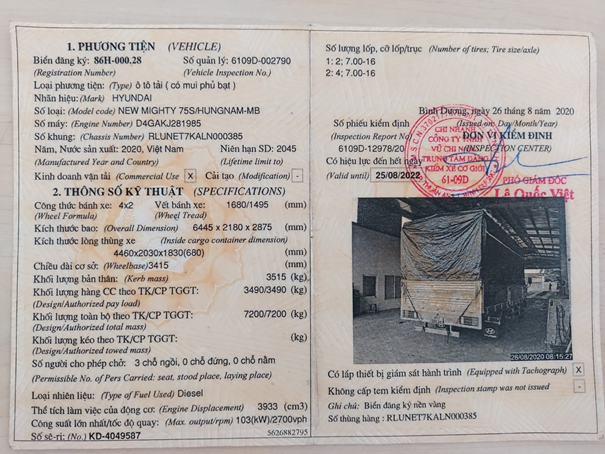 1. PHƯƠNG TIỆN (VEHICLE)
Biển đăng ký: 86H-000.28 Số quản lý: 6109D-002790
(Registration Number) (Vehicle Inspection No.)
Loại phương tiện: (Type) ô tô tải ( có mui phủ bạt )
Nhãn hiệu: (Mark) HYUNDAI
Số loại: (Model) NEW MIGHTY 75S/HUNGNAM-MB
Số máy: (Engine Number) D4GAKJ281985
Số khung: (Chassis Number) RLUNET7KALN000385
Năm, Nước sản xuất: 2020, Việt Nam Niên hạn SD: 2045
(Manufactured Year and Country) (Lifetime limit to)
Kinh doanh vận tải (Commercial Use) X Cải tạo (Modification) -
2. THÔNG SỐ KỸ THUẬT (SPECIFICATIONS)
Công thức bánh xe: 4x2 Vết bánh xe: 1680/1495 (mm)
(Wheel Formula) (Wheel Tread)
Kích thước bao: (Overall Dimension) 6445 x 2180 x 2875 (mm)
Kích thước lòng thùng xe (Inside cargo container dimension)
4460x2030x1830(680) (mm)
Chiều dài cơ sở: (Wheelbase) 3415 (mm)
Khối lượng bản thân: (Kerb mass) 3515 (kg)
Khối lượng hàng CC theo TK/CP TGGT: 3490/3490 (kg)
(Design/Authorized pay load)
Khối lượng toàn bộ theo TK/CP TGGT: 7200/7200 (kg)
(Design/Authorized total mass)
Khối lượng kéo theo TK/CP TGGT: (kg)
(Design/Authorized towed mass)
Số người cho phép chở: 3 chỗ ngồi, 0 chỗ đứng, 0 chỗ nằm
(Permissible No. of Pers Carried: seat, stood place, laying place)
Loại nhiên liệu: (Type of Fuel Used) Diesel
Thể tích làm việc của động cơ: (Engine Displacement) 3933 (cm3)
Công suất lớn nhất/tốc độ quay: (Max. output/rpm) 103(kW)/2700vph
Số sê-ri: (No.) KD-4049587 5626882795
Số lượng lốp, cỡ lốp/trục (Number of tires; Tire size/axle)
1: 2; 7.00-16
2: 4; 7.00-16
Bình Dương, ngày 26 tháng 8 năm 2020
Số phiếu kiểm định (Issued on: Day/Month/Year)
(Inspection Report No) ĐƠN VỊ KIỂM ĐỊNH
6109D-12978/20 (INSPECTION CENTER)
Có hiệu lực đến hết ngày
(Valid until) 25/08/2022
CHI NHÁNH
CÔNG TY TNHH
VŨ CHÍ
TRUNG TÂM ĐĂNG
KIỂM XE CƠ GIỚI
61-09D
PHÓ GIÁM ĐỐC
Lê Quốc Việt
26/08/2020 08:15:27
Có lắp thiết bị giám sát hành trình (Equipped with Tachograph) X
Không cấp tem kiểm định (Inspection stamp was not issued) -
Ghi chú: Biển đăng ký nền vàng
Số thùng hàng : RLUNET7KALN000385